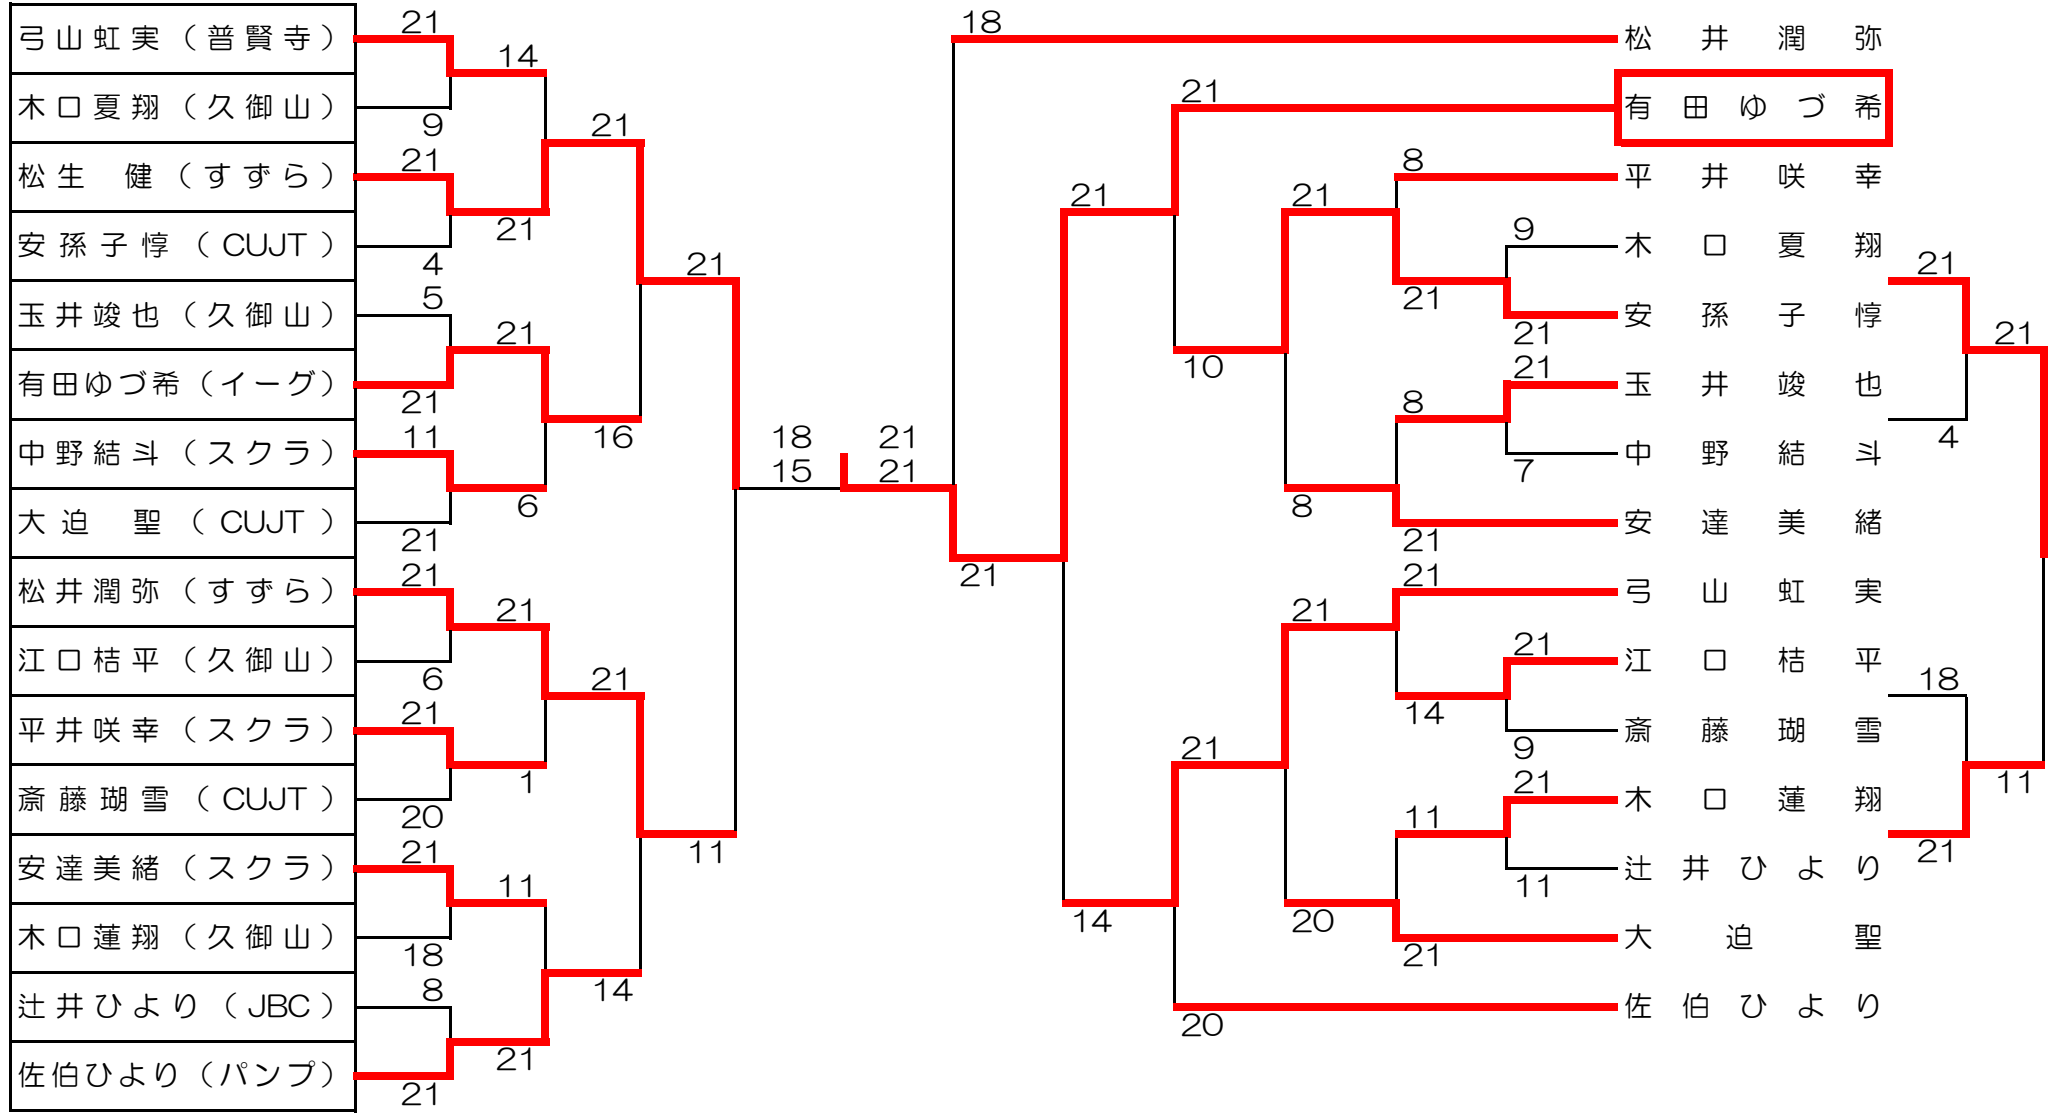 弓山虹実（普賢寺）
木口夏翔（久御山）
松生　健（すずら）
安孫子惇（CUJT）
玉井竣也（久御山）
有田ゆづ希（イーグ）
中野結斗（スクラ）
大迫　聖（CUJT）
松井潤弥（すずら）
江口桔平（久御山）
平井咲幸（スクラ）
斎藤瑚雪（CUJT）
安達美緒（スクラ）
木口蓮翔（久御山）
辻井ひより（JBC）
佐伯ひより（パンプ）
21
9
21
4
5
21
11
21
21
6
21
20
21
18
8
21
14
21
21
6
21
1
11
21
21
16
21
14
21
11
18
15
21
21
18
21
21
14
21
10
21
20
21
8
21
20
8
21
8
21
21
14
11
21
9
21
21
7
21
9
21
11
松井潤弥
有田ゆづ希
平井咲幸
木口夏翔
安孫子惇
玉井竣也
中野結斗
安達美緒
弓山虹実
江口桔平
斎藤瑚雪
木口蓮翔
辻井ひより
大迫聖
佐伯ひより
21
4
18
21
21
11